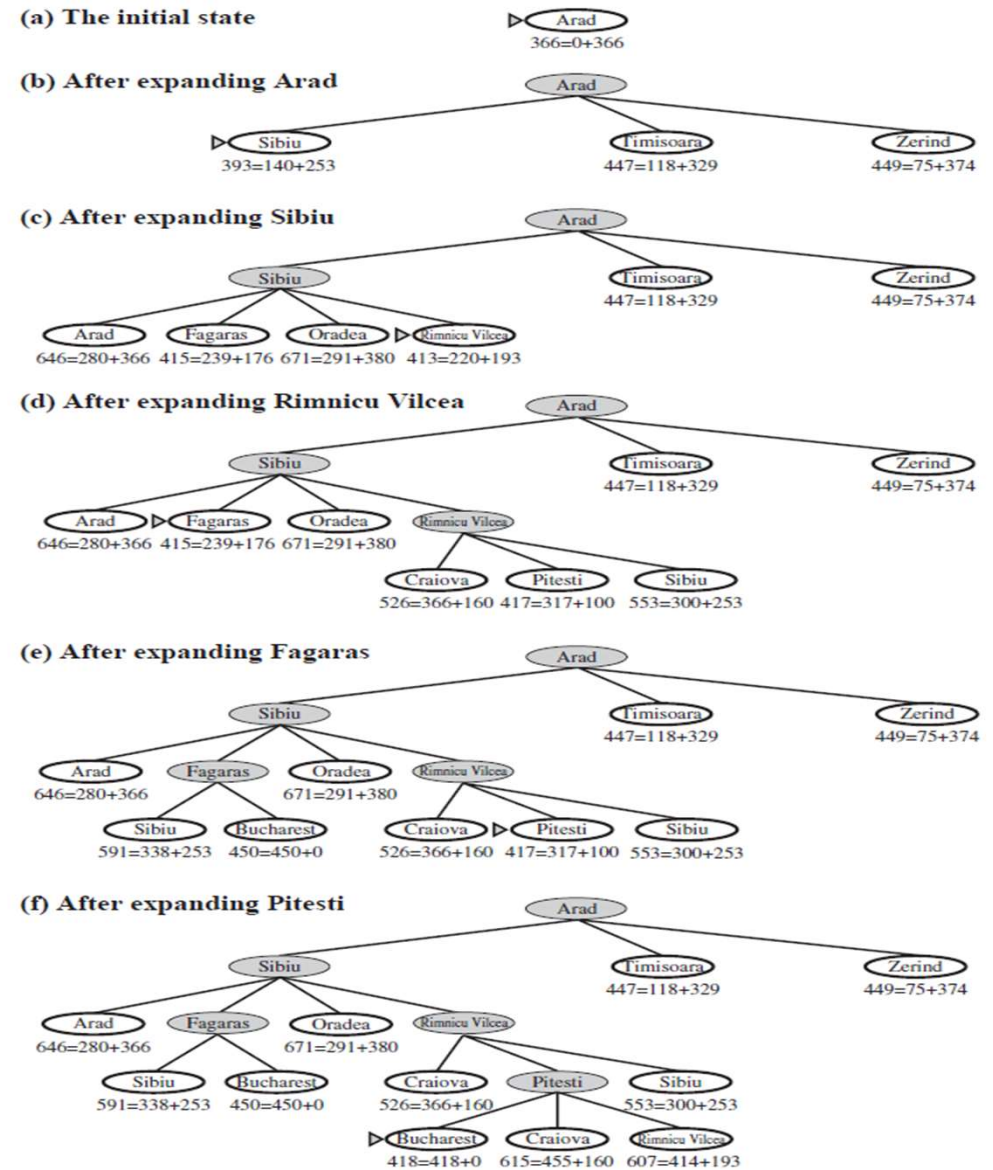 (a) The initial state
Arad
366=0+366
(b) After expanding Arad
Arad
Sibiu Timisoara Zerind
393=140+253 447=118+329 449=75+374
(c) After expanding Sibiu
Arad
Sibiu Timisoara Zerind
447=118+329 449=75+374
Arad Fagaras Oradea Rimnicu Vilcea
646=280+366 415=239+176 671=291+380 413=220+193
(d) After expanding Rimnicu Vilcea
Arad
Sibiu Timisoara Zerind
447=118+329 449=75+374
Arad Fagaras Oradea Rimnicu Vilcea
646=280+366 415=239+176 671=291+380
Craiova Pitesti Sibiu
526=366+160 417=317+100 553=300+253
(e) After expanding Fagaras
Arad
Sibiu Timisoara Zerind
447=118+329 449=75+374
Arad Fagaras Oradea Rimnicu Vilcea
646=280+366 671=291+380
Sibiu Bucharest Craiova Pitesti Sibiu
591=338+253 450=450+0 526=366+160 417=317+100 553=300+253
(f) After expanding Pitesti
Arad
Sibiu Timisoara Zerind
447=118+329 449=75+374
Arad Fagaras Oradea Rimnicu Vilcea
646=280+366 671=291+380
Sibiu Bucharest Craiova Pitesti Sibiu
591=338+253 450=450+0 526=366+160 553=300+253
Bucharest Craiova Rimnicu Vilcea
418=418+0 615=455+160 607=414+193